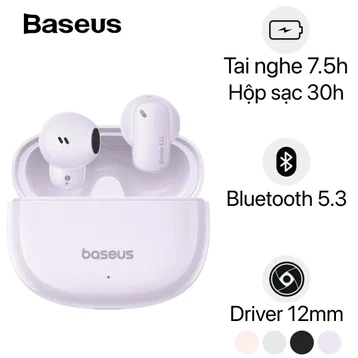 Baseus
Tai nghe 7.5h
Hộp sạc 30h
Bluetooth 5.3
baseus
Driver 12mm